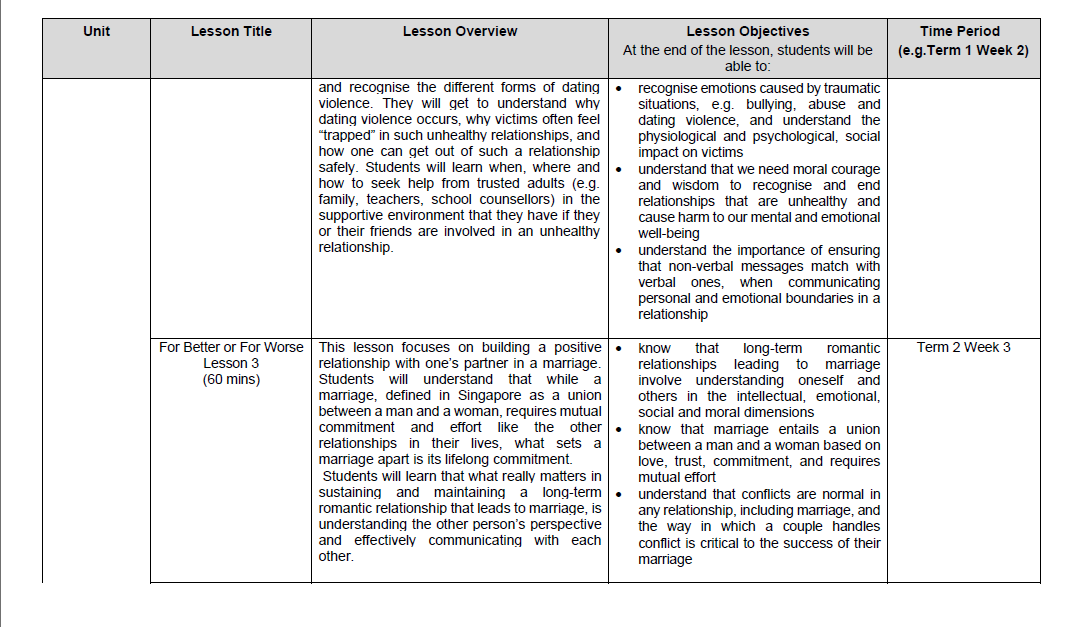 Unit
Lesson Title
Lesson Overview
Lesson Objectives
At the end of the lesson, students will be
able to:
Time Period
(e.g.Term 1 Week 2)
and recognise the different forms of dating
violence. They will get to understand why
dating violence occurs, why victims often feel
“trapped” in such unhealthy relationships, and
how one can get out of such a relationship
safely. Students will learn when, where and
how to seek help from trusted adults (e.g.
family, teachers, school counsellors) in the
supportive environment that they have if they
or their friends are involved in an unhealthy
relationship.
• recognise emotions caused by traumatic
situations, e.g. bullying, abuse and
dating violence, and understand the
physiological and psychological, social
impact on victims
• understand that we need moral courage
and wisdom to recognise and end
relationships that are unhealthy and
cause harm to our mental and emotional
well-being
• understand the importance of ensuring
that non-verbal messages match with
verbal ones, when communicating
personal and emotional boundaries in a
relationship
For Better or For Worse
Lesson 3
(60 mins)
This lesson focuses on building a positive
relationship with one’s partner in a marriage.
Students will understand that while a
marriage, defined in Singapore as a union
between a man and a woman, requires mutual
commitment and effort like the other
relationships in their lives, what sets a
marriage apart is its lifelong commitment.
Students will learn that what really matters in
sustaining and maintaining a long-term
romantic relationship that leads to marriage, is
understanding the other person’s perspective
and effectively communicating with each
other.
• know that long-term romantic
relationships leading to marriage
involve understanding oneself and
others in the intellectual, emotional,
social and moral dimensions
• know that marriage entails a union
between a man and a woman based on
love, trust, commitment, and requires
mutual effort
• understand that conflicts are normal in
any relationship, including marriage, and
the way in which a couple handles
conflict is critical to the success of their
marriage
Term 2 Week 3